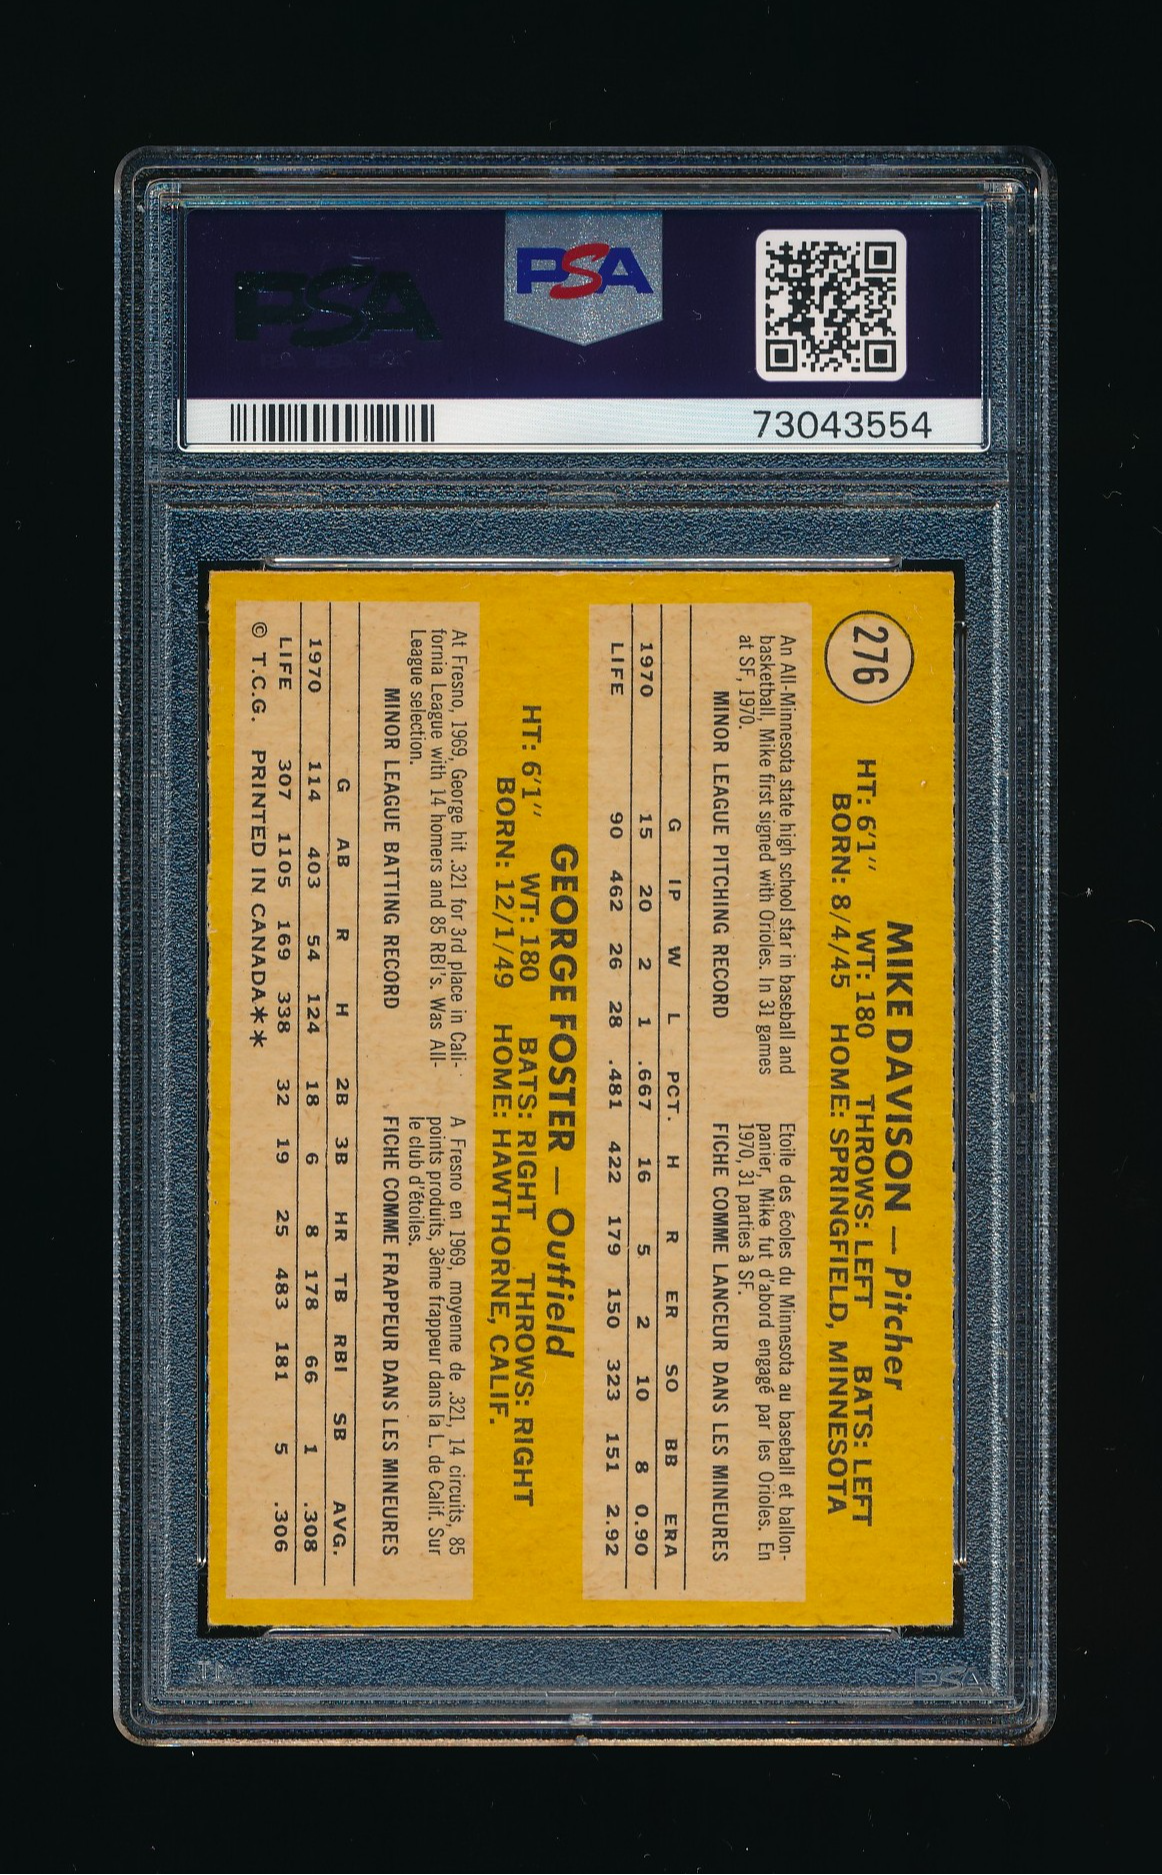 PSA
PSA
73043554
276
MIKE DAVISON — Pitcher
HT: 6'1" WT: 180 THROWS: LEFT BATS: LEFT
BORN: 8/4/45 HOME: SPRINGFIELD, MINNESOTA
An All-Minnesota state high school star in baseball and
basketball, Mike first signed with Orioles. In 31 games
at SF, 1970.
Etoile des écoles du Minnesota au baseball et ballon-
panier, Mike fut d'abord engagé par les Orioles. En
1970, 31 parties à SF.
MINOR LEAGUE PITCHING RECORD FICHE COMME LANCEUR DANS LES MINEURES
G IP W L PCT. H R ER SO BB ERA
1970 15 20 2 1 .667 16 5 2 10 8 0.90
LIFE 90 462 26 28 .481 422 179 150 323 151 2.92
GEORGE FOSTER — Outfield
HT: 6'1" WT: 180 BATS: RIGHT THROWS: RIGHT
BORN: 12/1/49 HOME: HAWTHORNE, CALIF.
At Fresno, 1969, George hit .321 for 3rd place in Cali-
fornia League with 14 homers and 85 RBI's. Was All-
League selection.
A Fresno en 1969, moyenne de .321, 14 circuits, 85
points produits, 3ème frappeur dans la L. de Calif. Sur
le club d'étoiles.
MINOR LEAGUE BATTING RECORD FICHE COMME FRAPPEUR DANS LES MINEURES
G AB R H 2B 3B HR TB RBI SB AVG.
1970 114 403 54 124 18 6 8 178 66 1 .308
LIFE 307 1105 169 338 32 19 25 483 181 5 .306
© T.C.G. PRINTED IN CANADA**
PSA